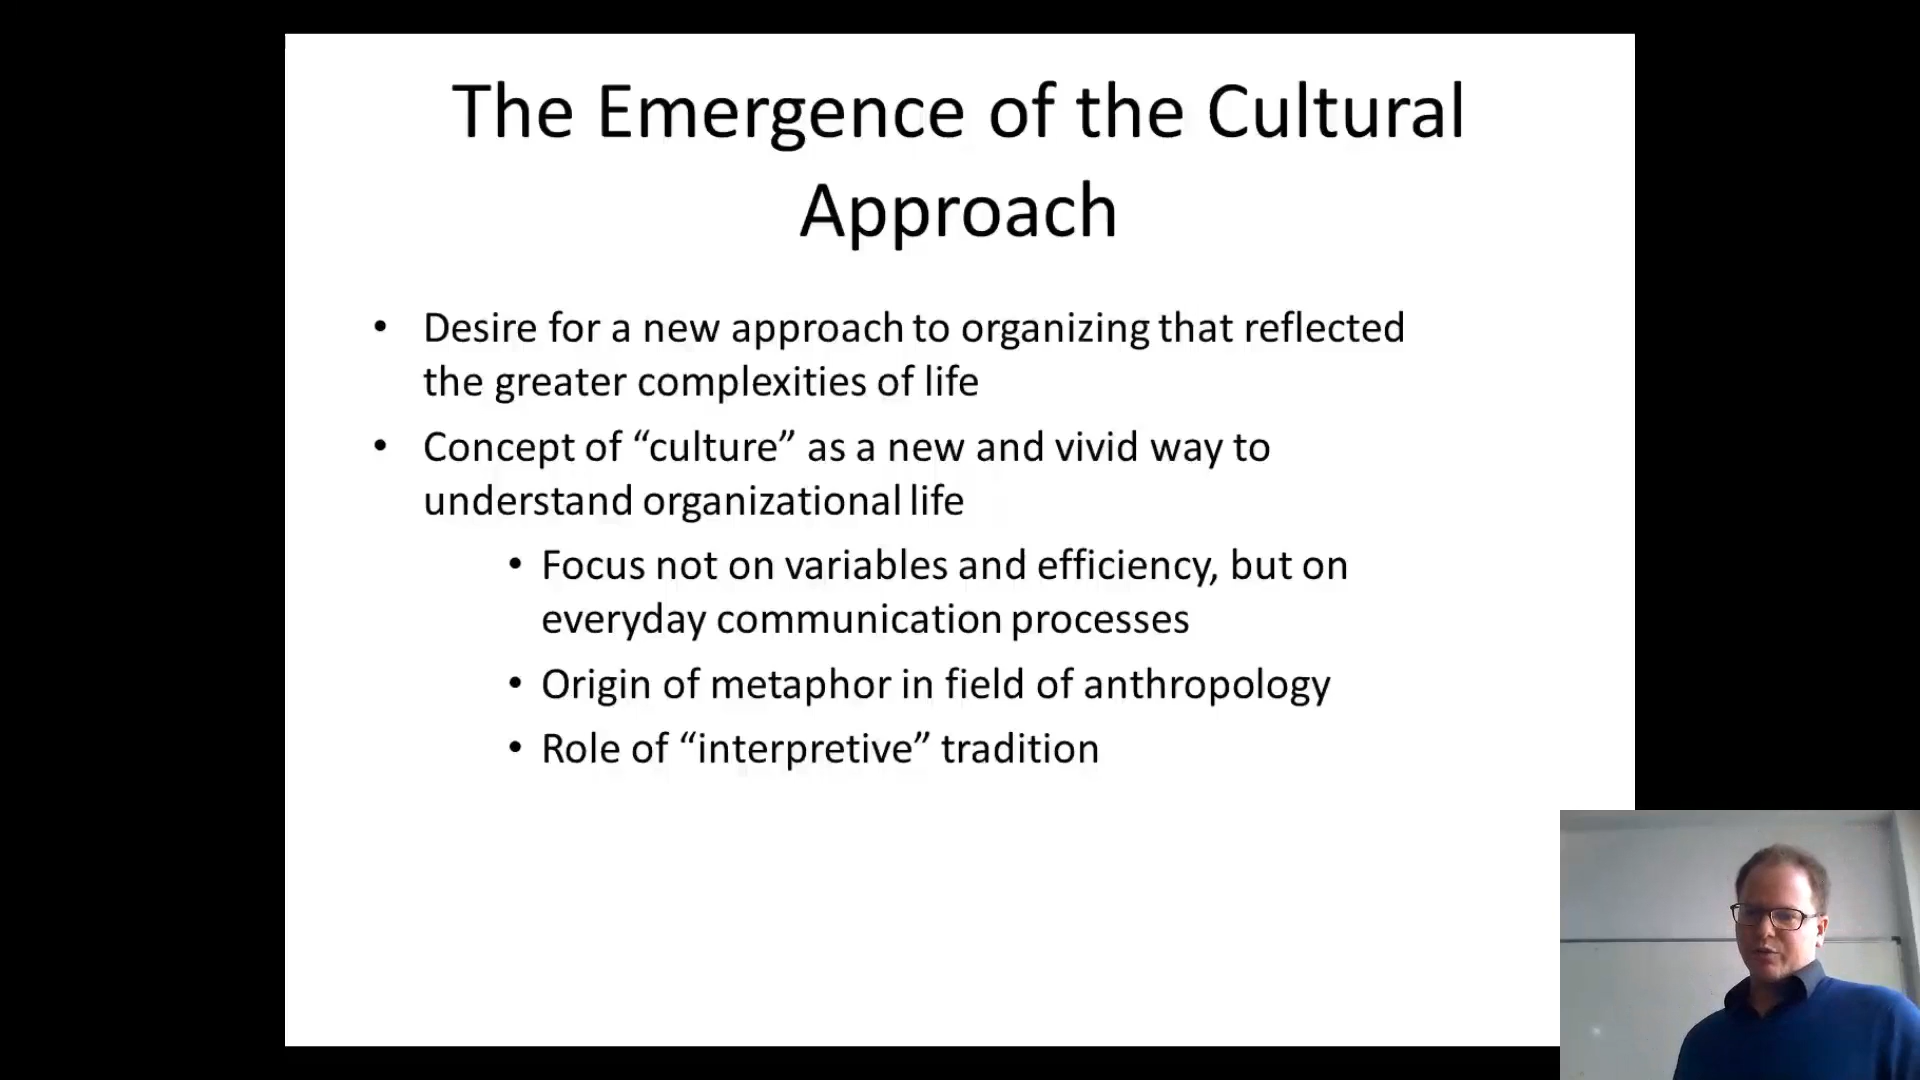 The Emergence of the Cultural
Approach
• Desire for a new approach to organizing that reflected
the greater complexities of life
• Concept of “culture” as a new and vivid way to
understand organizational life
• Focus not on variables and efficiency, but on
everyday communication processes
• Origin of metaphor in field of anthropology
• Role of “interpretive” tradition